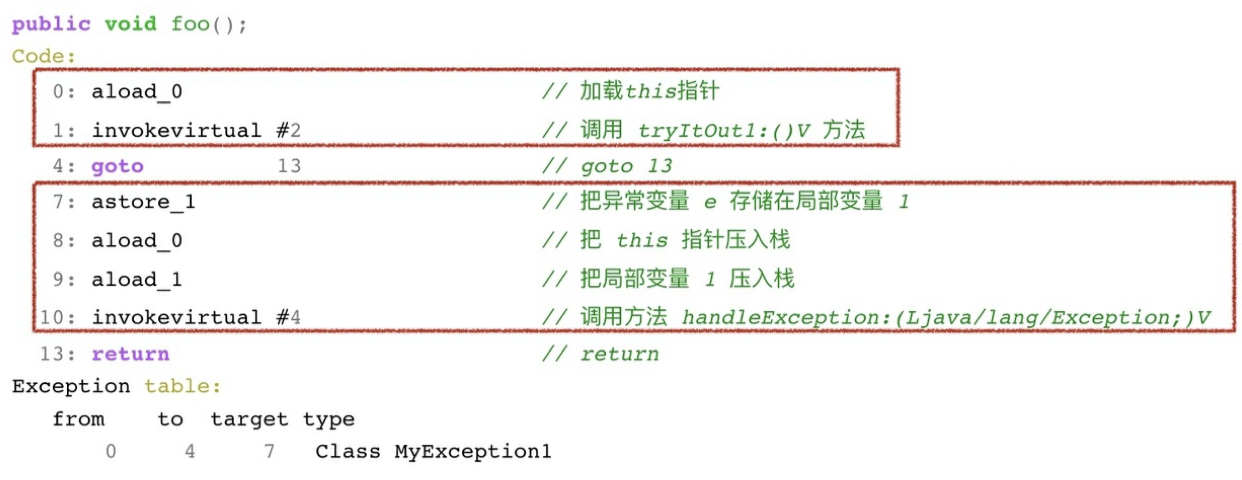 public void foo();
Code:
0: aload_0 // 加载this指针
1: invokevirtual #2 // 调用 tryItOut1:()V 方法
4: goto 13 // goto 13
7: astore_1 // 把异常变量 e 存储在局部变量 1
8: aload_0 // 把 this 指针压入栈
9: aload_1 // 把局部变量 1 压入栈
10: invokevirtual #4 // 调用方法 handleException:(Ljava/lang/Exception;)V
13: return // return
Exception table:
from to target type
0 4 7 Class MyException1